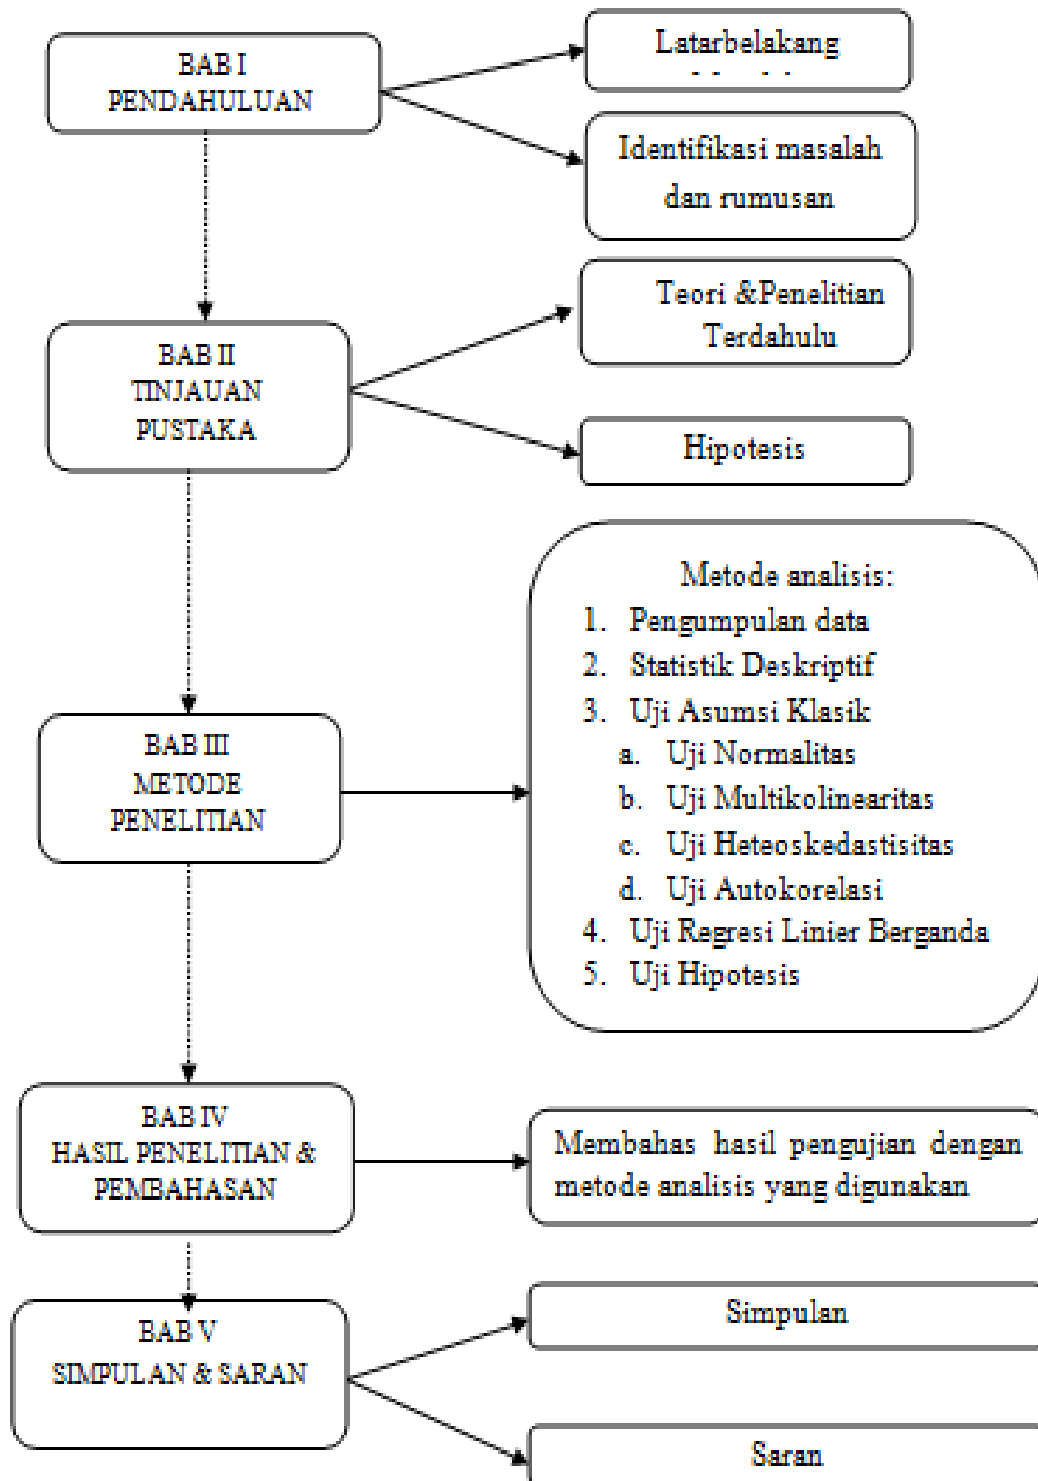 BAB I
PENDAHULUAN
Latarbelakang
Identifikasi masalah
dan rumusan
BAB II
TINJAUAN
PUSTAKA
Teori &Penelitian
Terdahulu
Hipotesis
BAB III
METODE
PENELITIAN
Metode analisis:
1. Pengumpulan data
2. Statistik Deskriptif
3. Uji Asumsi Klasik
a. Uji Normalitas
b. Uji Multikolinearitas
c. Uji Heteoskedastisitas
d. Uji Autokorelasi
4. Uji Regresi Linier Berganda
5. Uji Hipotesis
BAB IV
HASIL PENELITIAN &
PEMBAHASAN
Membahas hasil pengujian dengan
metode analisis yang digunakan
BAB V
SIMPULAN & SARAN
Simpulan
Saran